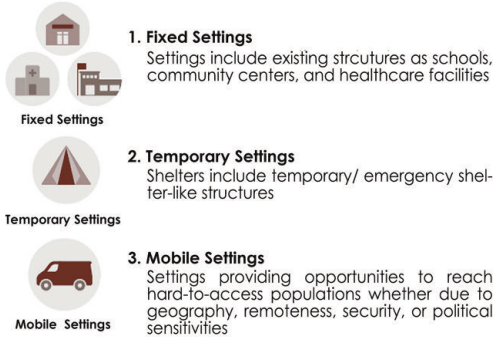 1. Fixed Settings
Settings include existing strcutures as schools,
community centers, and healthcare facilities
Fixed Settings
2. Temporary Settings
Shelters include temporary/ emergency shel-
ter-like structures
Temporary Settings
3. Mobile Settings
Settings providing opportunities to reach
hard-to-access populations whether due to
geography, remoteness, security, or political
sensitivities
Mobile Settings